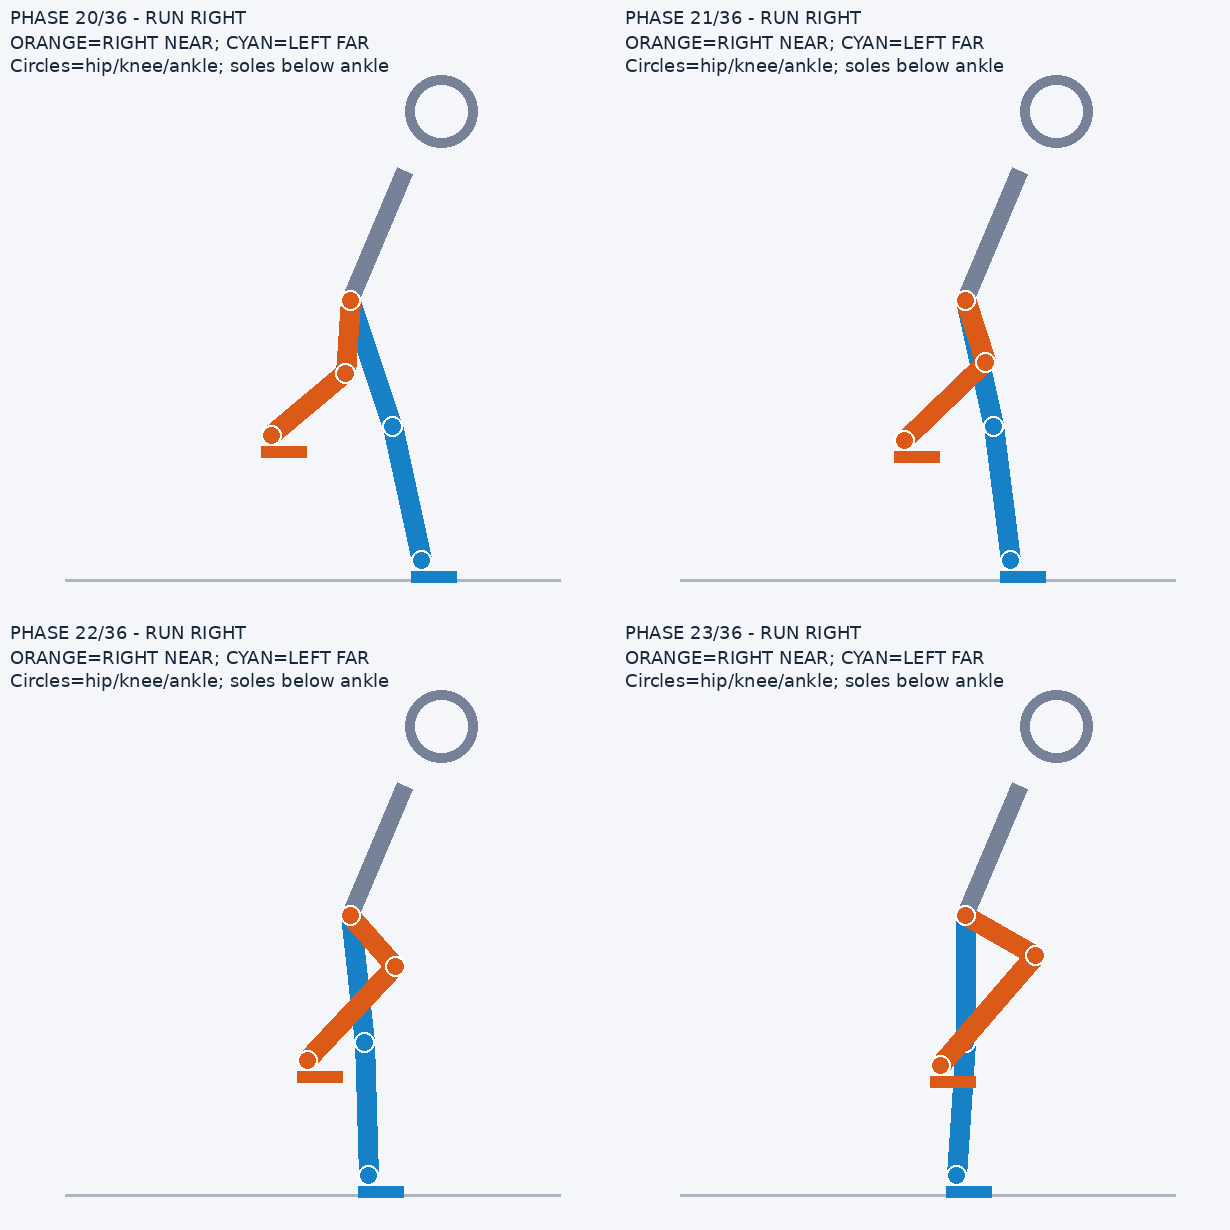 PHASE 20/36 - RUN RIGHT
ORANGE=RIGHT NEAR; CYAN=LEFT FAR
Circles=hip/knee/ankle; soles below ankle
PHASE 21/36 - RUN RIGHT
ORANGE=RIGHT NEAR; CYAN=LEFT FAR
Circles=hip/knee/ankle; soles below ankle
PHASE 22/36 - RUN RIGHT
ORANGE=RIGHT NEAR; CYAN=LEFT FAR
Circles=hip/knee/ankle; soles below ankle
PHASE 23/36 - RUN RIGHT
ORANGE=RIGHT NEAR; CYAN=LEFT FAR
Circles=hip/knee/ankle; soles below ankle